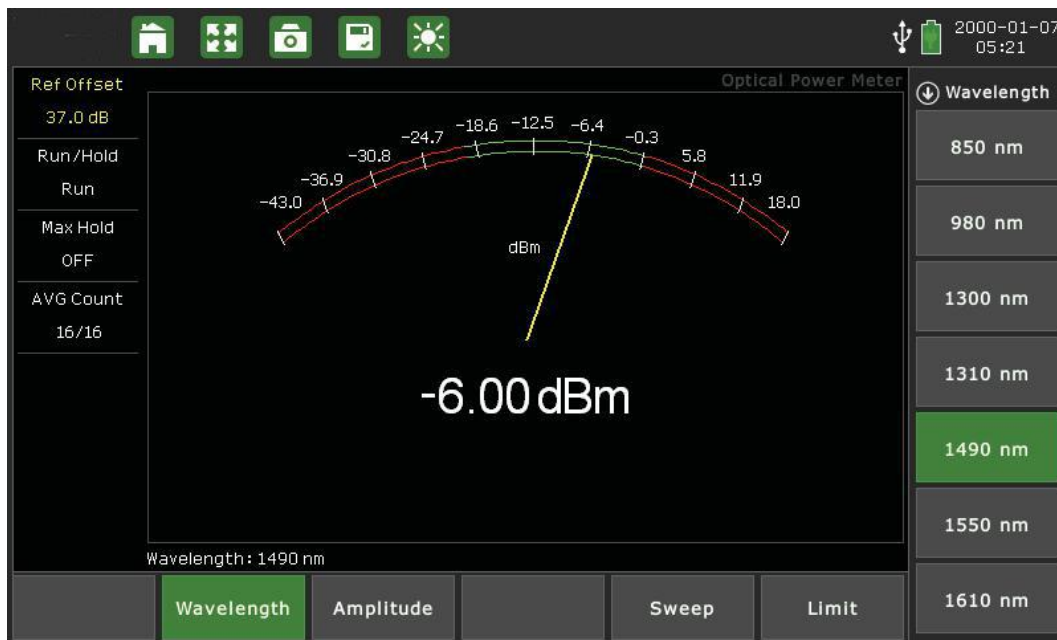 2000-01-07
05:21
Ref Offset
37.0 dB
Run/Hold
Run
Max Hold
OFF
AVG Count
16/16
Optical Power Meter
-43.0
-36.9
-30.8
-24.7
-18.6
-12.5
-6.4
-0.3
5.8
11.9
18.0
dBm
-6.00 dBm
Wavelength: 1490 nm
Wavelength
850 nm
980 nm
1300 nm
1310 nm
1490 nm
1550 nm
1610 nm
Wavelength
Amplitude
Sweep
Limit